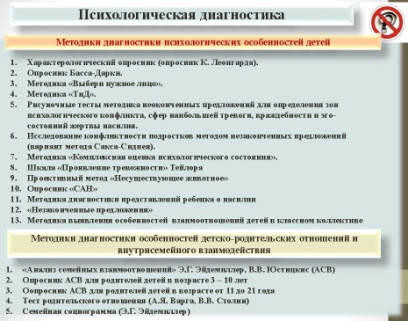 Психологическая диагностика
Методики диагностики психологических особенностей детей
1. Характерологический опросник (опросник К. Леонгарда).
2. Опросник Басса-Дарки.
3. Методика «Выбери нужное лицо».
4. Методика «ТиД».
5. Рисуночные тесты методика неоконченных предложений для определения зон
психологического конфликта, сфер наибольшей тревоги, враждебности и эго-
состояний жертвы насилия.
6. Исследование конфликтности подростков методом незаконченных предложений
(вариант метода Сакса-Сиднея).
7. Методика «Комплексная оценка психологического состояния».
8. Шкала «Проявление тревожности» Тейлора
9. Проективный метод «Несуществующее животное»
10. Опросник «САН»
11. Методика диагностики представлений ребенка о насилии
12. «Незаконченные предложения»
13. Методика выявления особенностей взаимоотношений детей в классном коллективе
Методики диагностики особенностей детско-родительских отношений и
внутрисемейного взаимодействия
1. «Анализ семейных взаимоотношений» Э.Г. Эйдемиллер, В.В. Юстицкис (АСВ)
2. Опросник АСВ для родителей детей в возрасте 3 – 10 лет
3. Опросник АСВ для родителей детей в возрасте от 11 до 21 года
4. Тест родительского отношения (А.Я. Варга, В.В. Столин)
5. Семейная социограмма (Э.Г. Эйдемиллер)